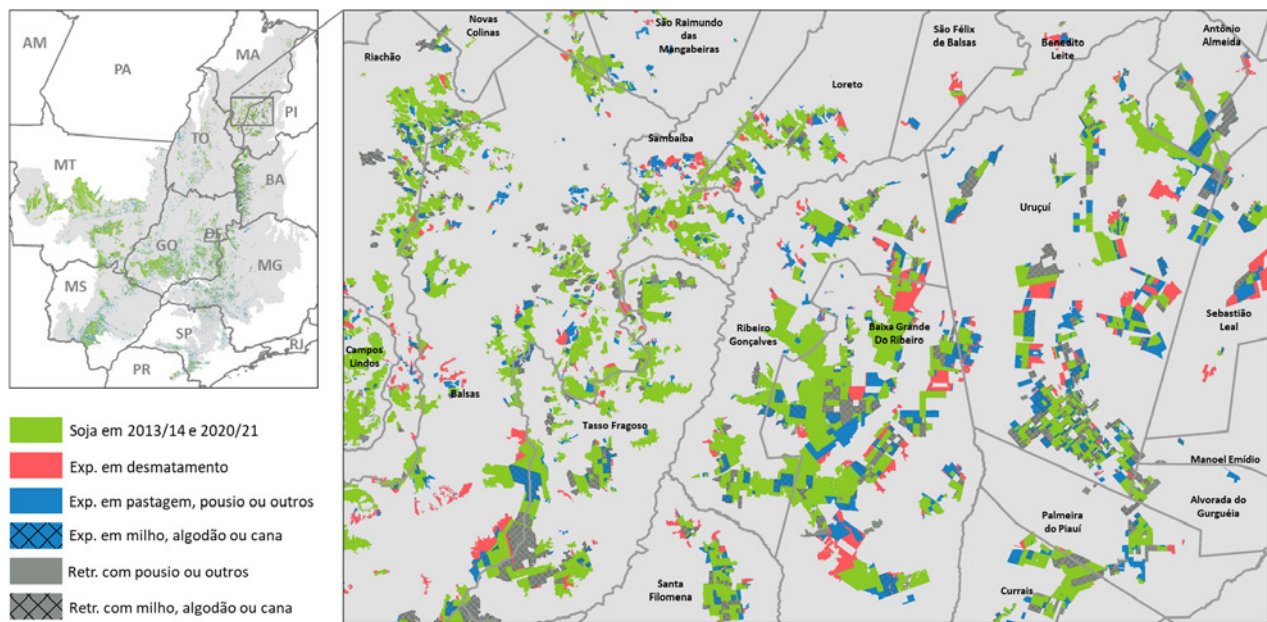 AM
PA
MA
PI
TO
MT
BA
DF
GO
MG
MS
SP
RJ
PR
Soja em 2013/14 e 2020/21
Exp. em desmatamento
Exp. em pastagem, pousio ou outros
Exp. em milho, algodão ou cana
Retr. com pousio ou outros
Retr. com milho, algodão ou cana
Riachão
Novas
Colinas
São Raimundo
das
Mangabeiras
Loreto
São Félix
de Balsas
Benedito
Leite
Antônio
Almeida
Sambaíba
Uruçuí
Sebastião
Leal
Ribeiro
Gonçalves
Baixa Grande
Do Ribeiro
Campos
Lindos
Balsas
Tasso Fragoso
Manoel Emídio
Alvorada do
Gurguéia
Palmeira
do Piauí
Santa
Filomena
Currais